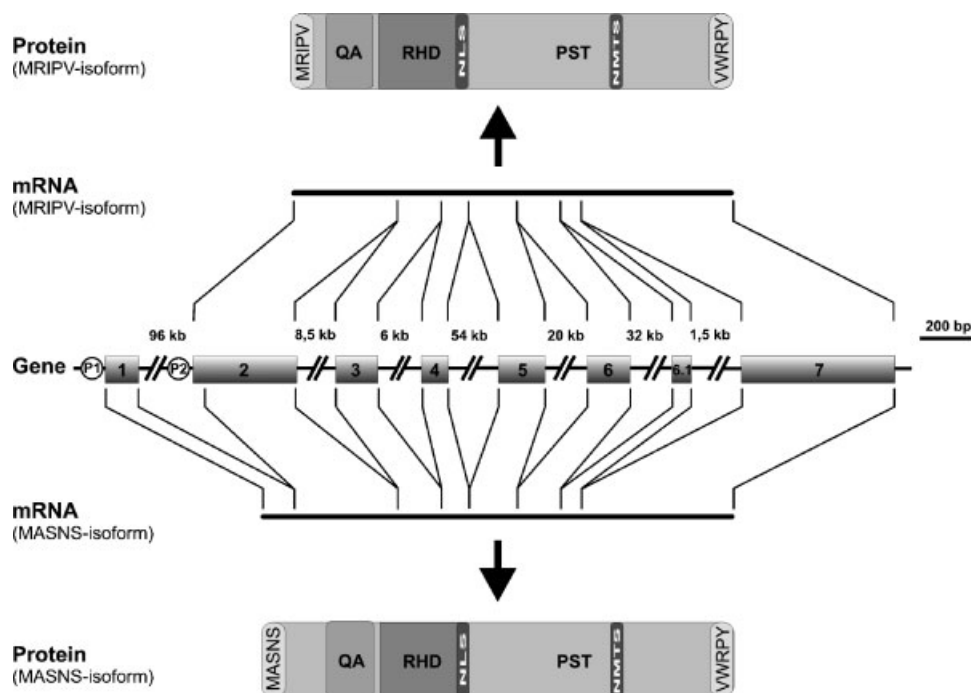 Protein
(MRIPV-isoform)
MRIPV QA RHD NLS PST NMTS VWRPY
mRNA
(MRIPV-isoform)
96 kb 8,5 kb 6 kb 54 kb 20 kb 32 kb 1,5 kb 200 bp
Gene P1 1 P2 2 3 4 5 6 6.1 7
mRNA
(MASNS-isoform)
Protein
(MASNS-isoform)
MASNS QA RHD NLS PST NMTS VWRPY